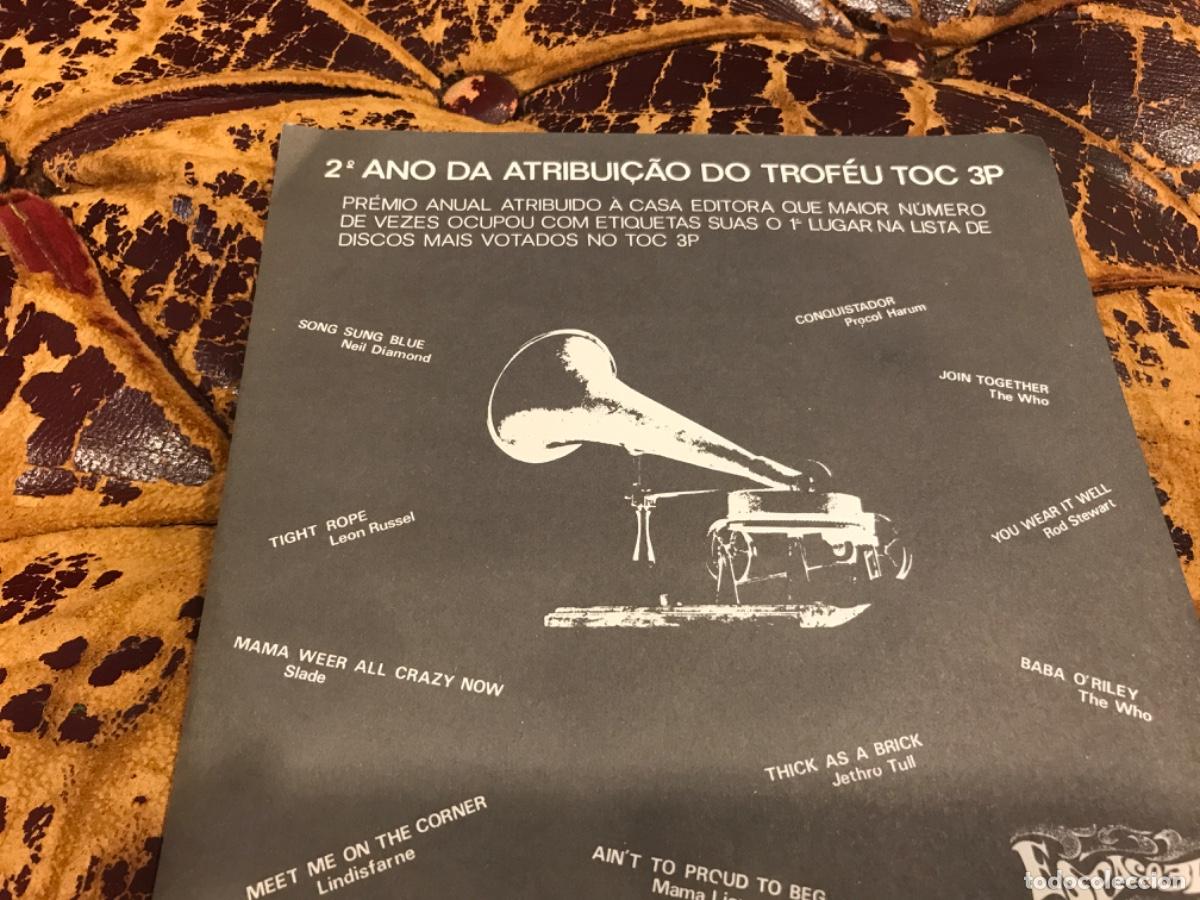 2º ANO DA ATRIBUIÇÃO DO TROFÉU TOC 3P
PRÉMIO ANUAL ATRIBUIDO À CASA EDITORA QUE MAIOR NÚMERO
DE VEZES OCUPOU COM ETIQUETAS SUAS O 1º LUGAR NA LISTA DE
DISCOS MAIS VOTADOS NO TOC 3P
CONQUISTADOR
Procol Harum
SONG SUNG BLUE
Neil Diamond
JOIN TOGETHER
The Who
YOU WEAR IT WELL
Rod Stewart
TIGHT ROPE
Leon Russel
MAMA WEER ALL CRAZY NOW
Slade
BABA O'RILEY
The Who
THICK AS A BRICK
Jethro Tull
MEET ME ON THE CORNER
Lindisfarne
AIN'T TO PROUD TO BEG
Mama
todocoleccion